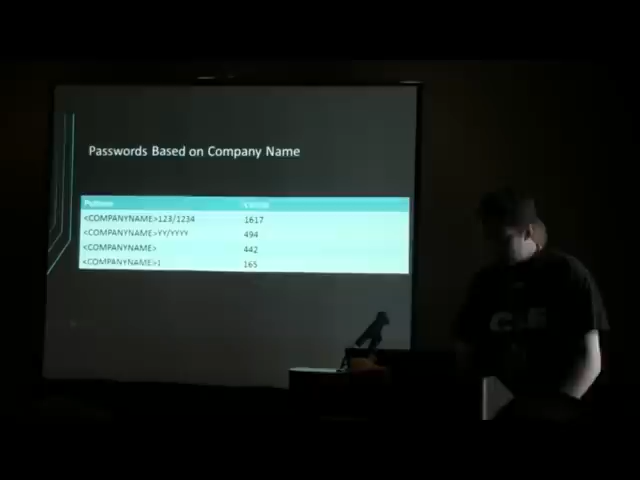 Passwords Based on Company Name
Pattern
<COMPANYNAME>123/1234 1617
<COMPANYNAME>YY/YYYY 494
<COMPANYNAME> 442
<COMPANYNAME>1 165